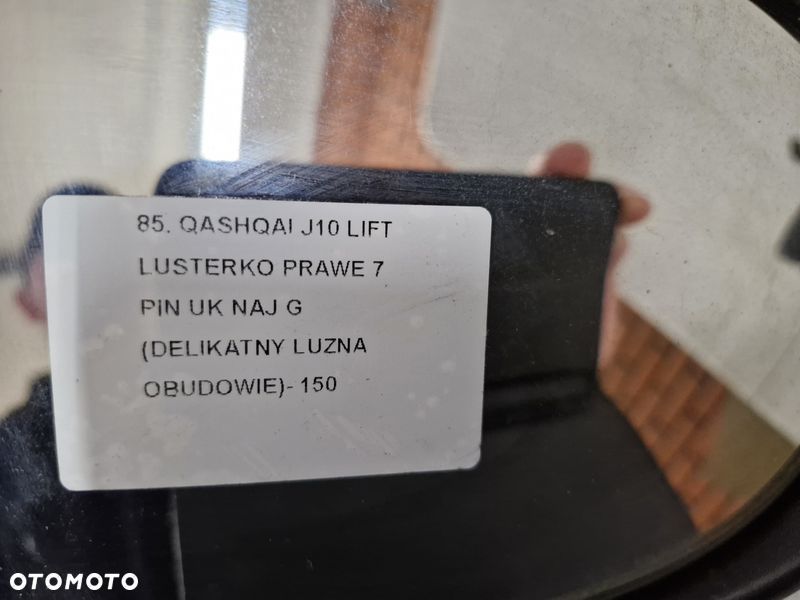 85. QASHQAI J10 LIFT
LUSTERKO PRAWE 7
PIN UK NAJ G
(DELIKATNY LUZNA
OBUDOWIE)- 150
OTOMOTO